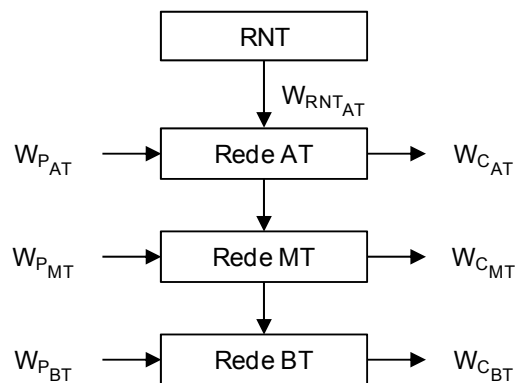 RNT
W_RNT_AT
W_P_AT Rede AT W_C_AT
W_P_MT Rede MT W_C_MT
W_P_BT Rede BT W_C_BT